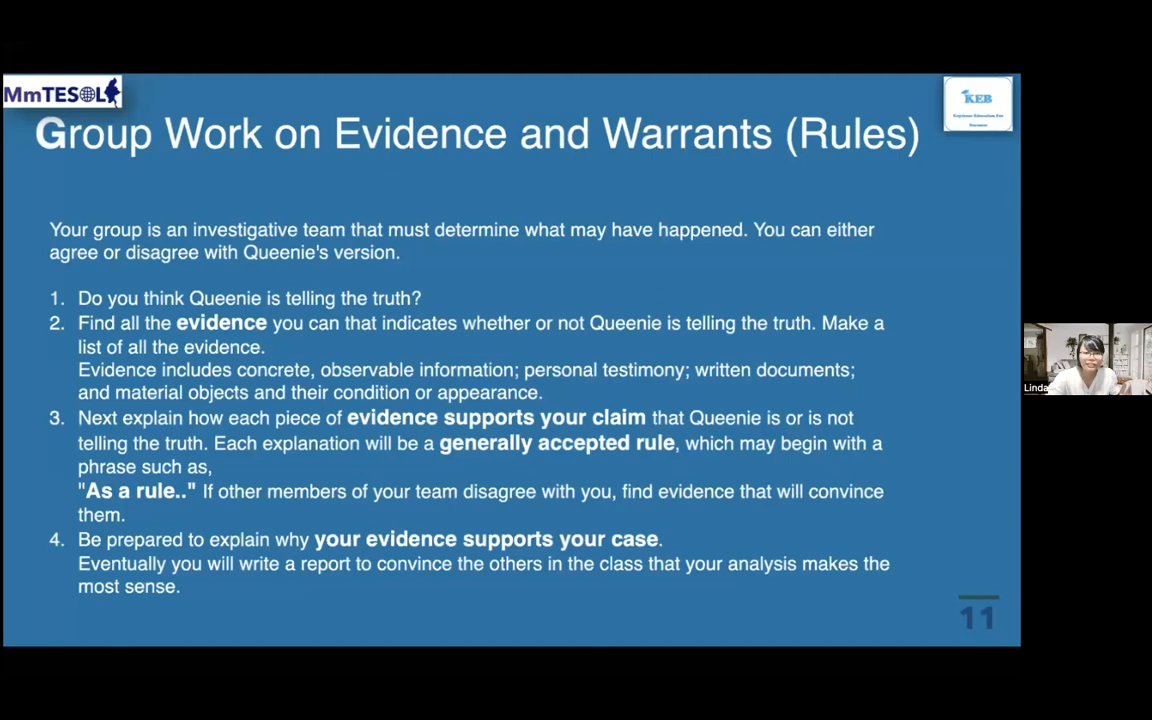 MmTESOL
KEB
Group Work on Evidence and Warrants (Rules)
Your group is an investigative team that must determine what may have happened. You can either
agree or disagree with Queenie's version.
1. Do you think Queenie is telling the truth?
2. Find all the evidence you can that indicates whether or not Queenie is telling the truth. Make a
list of all the evidence.
Evidence includes concrete, observable information; personal testimony; written documents;
and material objects and their condition or appearance.
3. Next explain how each piece of evidence supports your claim that Queenie is or is not
telling the truth. Each explanation will be a generally accepted rule, which may begin with a
phrase such as,
"As a rule.." If other members of your team disagree with you, find evidence that will convince
them.
4. Be prepared to explain why your evidence supports your case.
Eventually you will write a report to convince the others in the class that your analysis makes the
most sense.
11
Linda